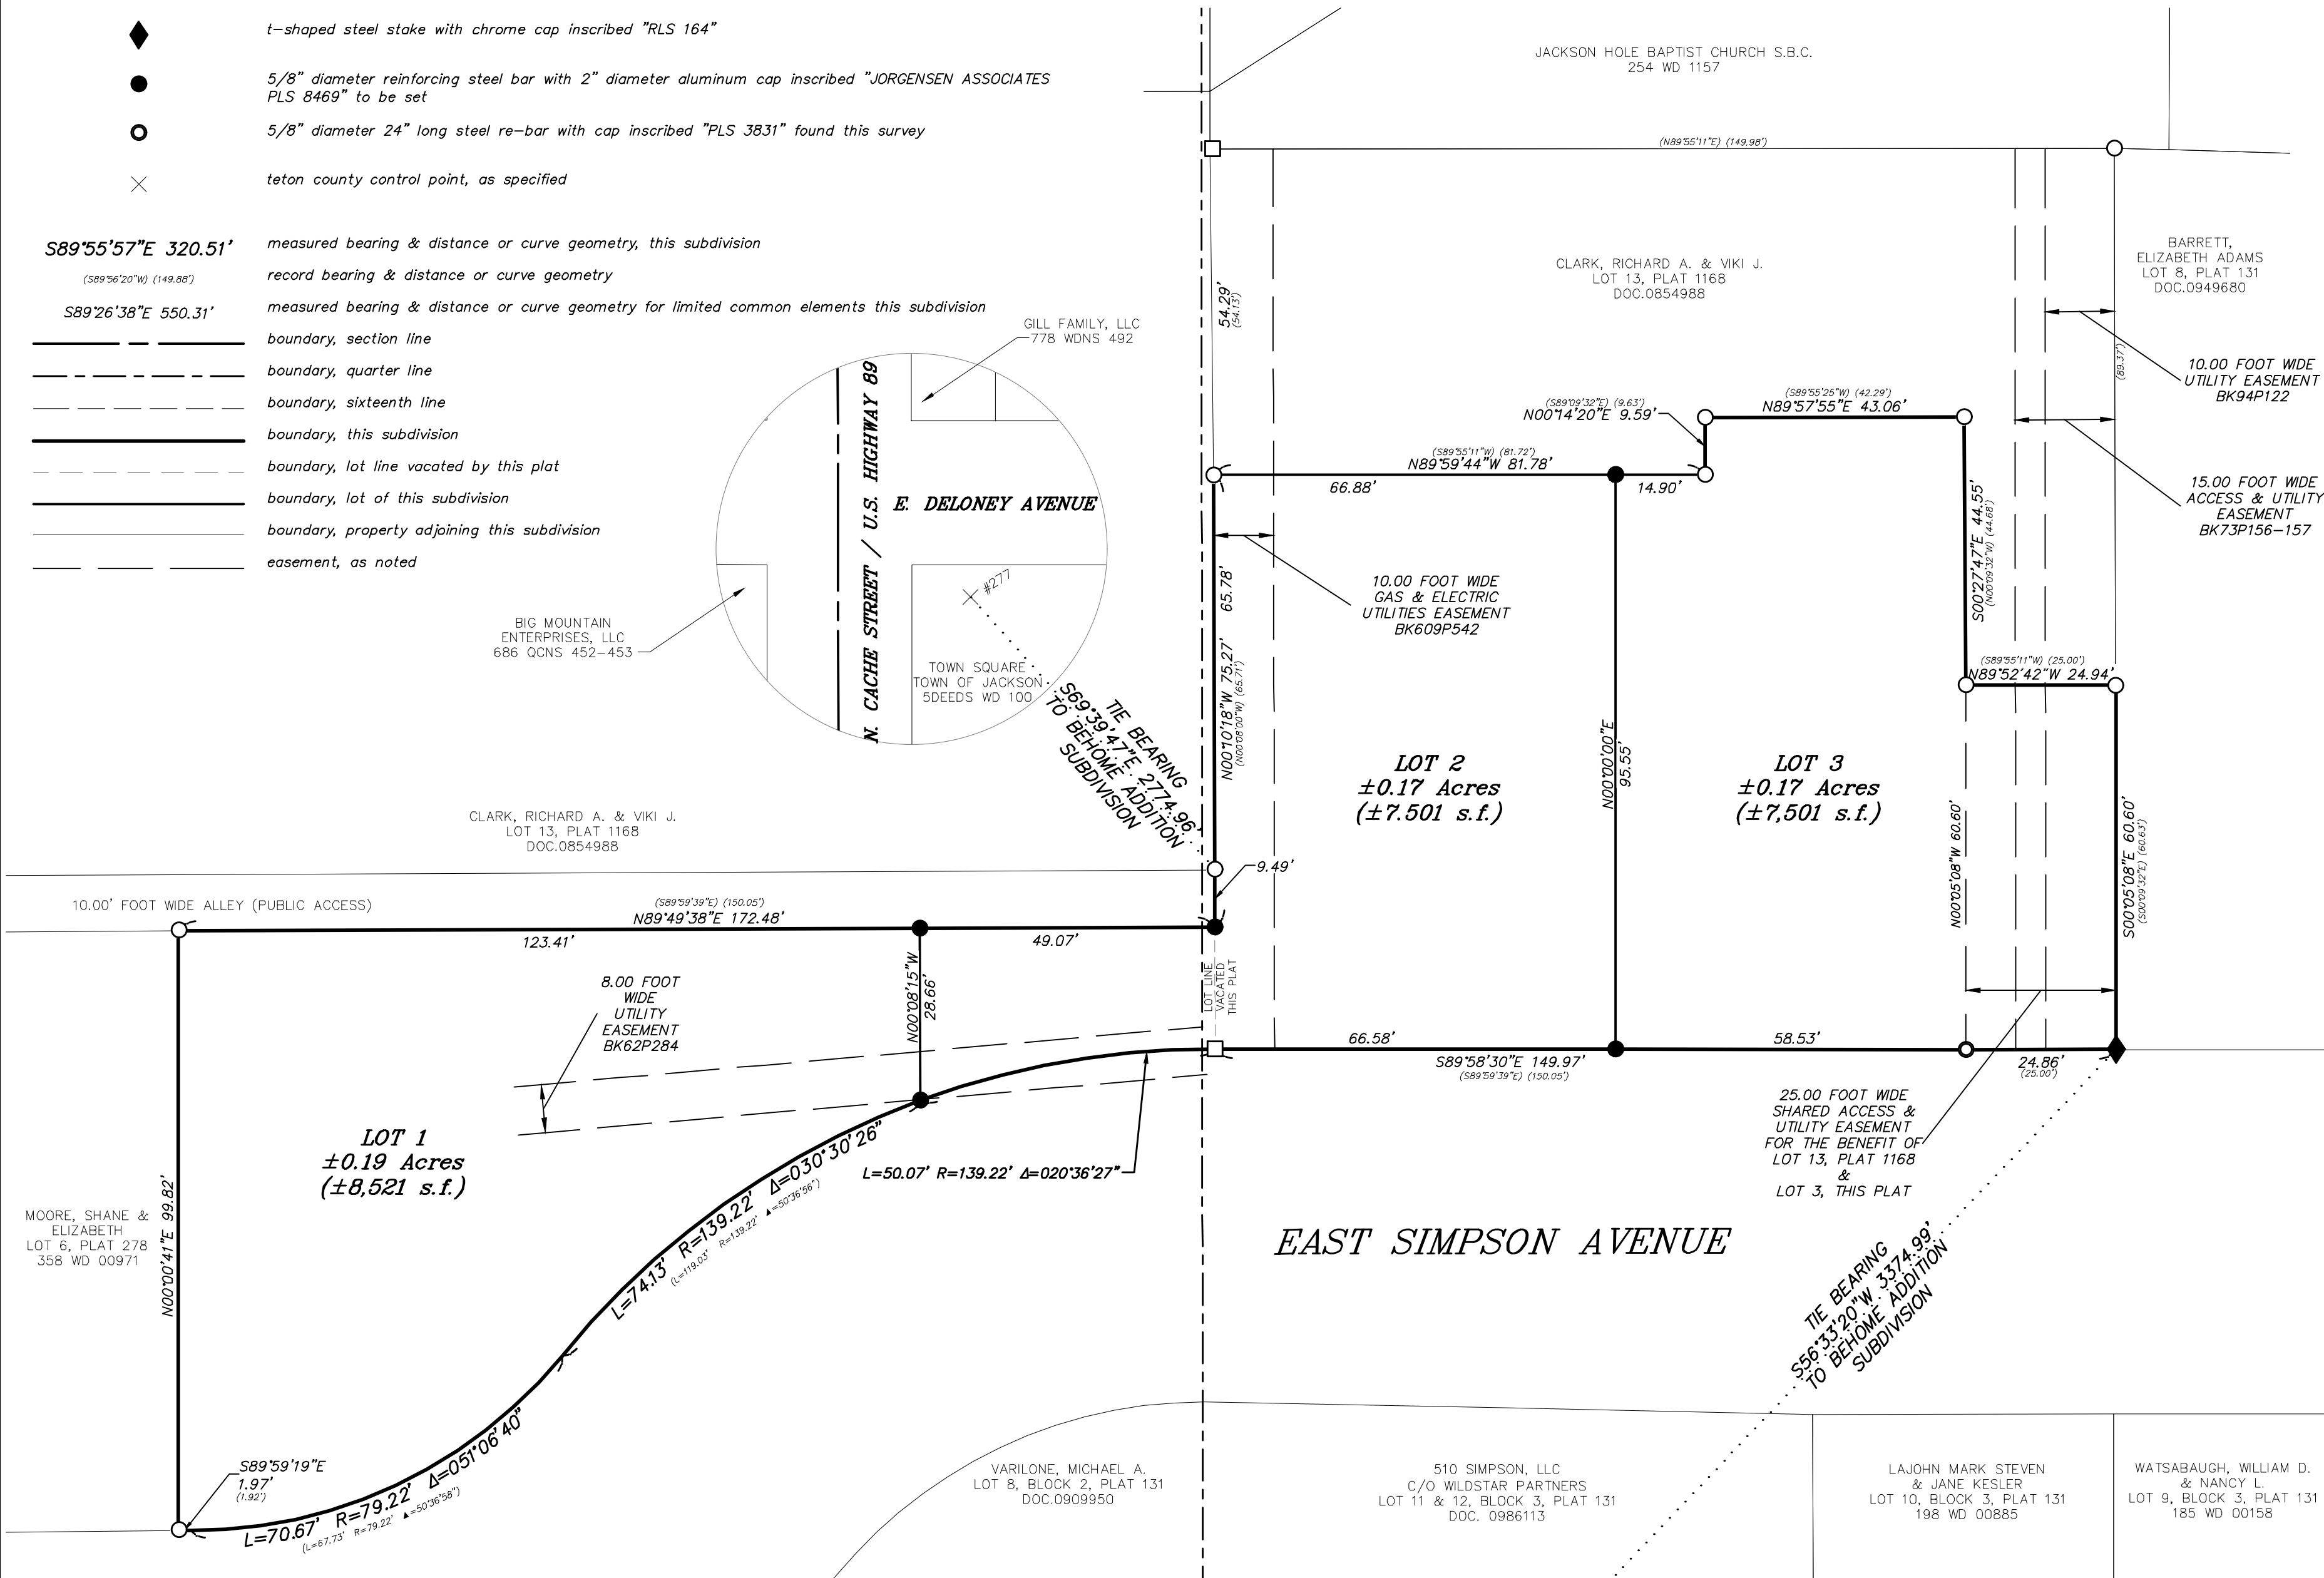 t-shaped steel stake with chrome cap inscribed "RLS 164"
5/8" diameter reinforcing steel bar with 2" diameter aluminum cap inscribed "JORGENSEN ASSOCIATES
PLS 8469" to be set
5/8" diameter 24" long steel re-bar with cap inscribed "PLS 3831" found this survey
teton county control point, as specified
S89°55'57"E 320.51'
measured bearing & distance or curve geometry, this subdivision
(S89°56'20"W) (149.88')
record bearing & distance or curve geometry
S89°26'38"E 550.31'
measured bearing & distance or curve geometry for limited common elements this subdivision
boundary, section line
boundary, quarter line
boundary, sixteenth line
boundary, this subdivision
boundary, lot line vacated by this plat
boundary, lot of this subdivision
boundary, property adjoining this subdivision
easement, as noted
GILL FAMILY, LLC
778 WDNS 492
N. CACHE STREET / U.S. HIGHWAY 89
E. DELONEY AVENUE
#277
TOWN SQUARE
TOWN OF JACKSON
5DEEDS WD 100
BIG MOUNTAIN
ENTERPRISES, LLC
686 QCNS 452-453
TIE BEARING
S69°39'47"E 2774.96'
TO BEHOME ADDITION
SUBDIVISION
JACKSON HOLE BAPTIST CHURCH S.B.C.
254 WD 1157
(N89°55'11"E) (149.98')
CLARK, RICHARD A. & VIKI J.
LOT 13, PLAT 1168
DOC.0854988
BARRETT,
ELIZABETH ADAMS
LOT 8, PLAT 131
DOC.0949680
54.29'
(54.13')
(89.37')
10.00 FOOT WIDE
UTILITY EASEMENT
BK94P122
15.00 FOOT WIDE
ACCESS & UTILITY
EASEMENT
BK73P156-157
(S89°09'32"E) (9.63')
N00°14'20"E 9.59'
(S89°55'25"W) (42.29')
N89°57'55"E 43.06'
(S89°55'11"W) (81.72')
N89°59'44"W 81.78'
66.88'
14.90'
S00°27'47"E 44.55'
(N00°09'32"W) (44.68')
10.00 FOOT WIDE
GAS & ELECTRIC
UTILITIES EASEMENT
BK609P542
65.78'
N00°10'18"W 75.27'
(N00°08'00"W) (65.71')
(S89°55'11"W) (25.00')
N89°52'42"W 24.94'
N00°00'00"E
95.55'
LOT 2
±0.17 Acres
(±7.501 s.f.)
LOT 3
±0.17 Acres
(±7,501 s.f.)
N00°05'08"W 60.60'
S00°05'08"E 60.60'
(S00°09'32"E) (60.63')
9.49'
CLARK, RICHARD A. & VIKI J.
LOT 13, PLAT 1168
DOC.0854988
10.00' FOOT WIDE ALLEY (PUBLIC ACCESS)
(S89°59'39"E) (150.05')
N89°49'38"E 172.48'
123.41'
49.07'
8.00 FOOT
WIDE
UTILITY
EASEMENT
BK62P284
N00°08'15"W
28.66'
LOT LINE
VACATED
THIS PLAT
66.58'
58.53'
S89°58'30"E 149.97'
(S89°59'39"E) (150.05')
24.86'
(25.00')
25.00 FOOT WIDE
SHARED ACCESS &
UTILITY EASEMENT
FOR THE BENEFIT OF
LOT 13, PLAT 1168
&
LOT 3, THIS PLAT
LOT 1
±0.19 Acres
(±8,521 s.f.)
L=50.07' R=139.22' Δ=020°36'27"
L=74.13' R=139.22' Δ=030°30'26"
(L=119.03' R=139.22' ▲=50°36'56")
MOORE, SHANE &
ELIZABETH
LOT 6, PLAT 278
358 WD 00971
N00°00'41"E 99.82'
EAST SIMPSON AVENUE
TIE BEARING
S56°33'20"W 3374.99'
TO BEHOME ADDITION
SUBDIVISION
S89°59'19"E
1.97'
(1.92')
L=70.67' R=79.22' Δ=051°06'40"
(L=67.73' R=79.22' ▲=50°36'58")
VARILONE, MICHAEL A.
LOT 8, BLOCK 2, PLAT 131
DOC.0909950
510 SIMPSON, LLC
C/O WILDSTAR PARTNERS
LOT 11 & 12, BLOCK 3, PLAT 131
DOC. 0986113
LAJOHN MARK STEVEN
& JANE KESLER
LOT 10, BLOCK 3, PLAT 131
198 WD 00885
WATSABAUGH, WILLIAM D.
& NANCY L.
LOT 9, BLOCK 3, PLAT 131
185 WD 00158